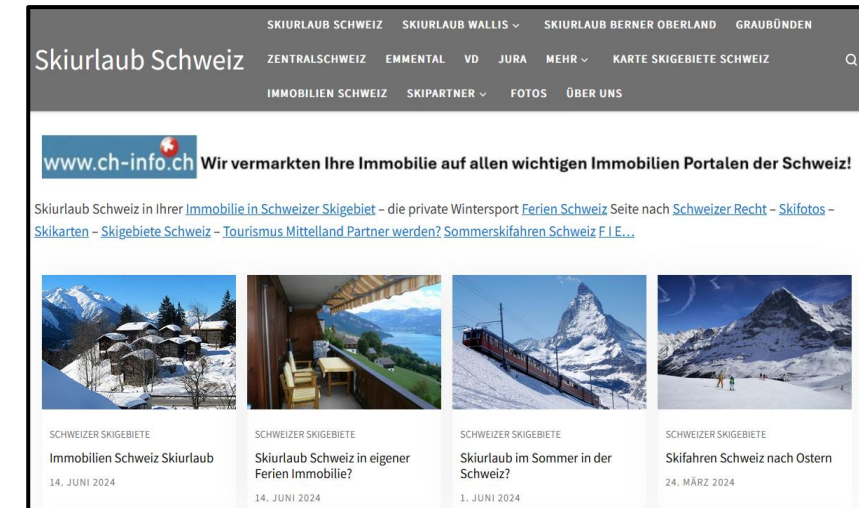 SKIURLAUB SCHWEIZ SKIURLAUB WALLIS SKIURLAUB BERNER OBERLAND GRAUBÜNDEN
Skiurlaub Schweiz
ZENTRALSCHWEIZ EMMENTAL VD JURA MEHR KARTE SKIGEBIETE SCHWEIZ
IMMOBILIEN SCHWEIZ SKIPARTNER FOTOS ÜBER UNS
www.ch-info.ch Wir vermarkten Ihre Immobilie auf allen wichtigen Immobilien Portalen der Schweiz!
Skiurlaub Schweiz in Ihrer Immobilie in Schweizer Skigebiet – die private Wintersport Ferien Schweiz Seite nach Schweizer Recht – Skifotos –
Skikarten – Skigebiete Schweiz – Tourismus Mittelland Partner werden? Sommerskifahren Schweiz F I E…
SCHWEIZER SKIGEBIETE
Immobilien Schweiz Skiurlaub
14. JUNI 2024
SCHWEIZER SKIGEBIETE
Skiurlaub Schweiz in eigener
Ferien Immobilie?
14. JUNI 2024
SCHWEIZER SKIGEBIETE
Skiurlaub im Sommer in der
Schweiz?
1. JUNI 2024
SCHWEIZER SKIGEBIETE
Skifahren Schweiz nach Ostern
24. MÄRZ 2024